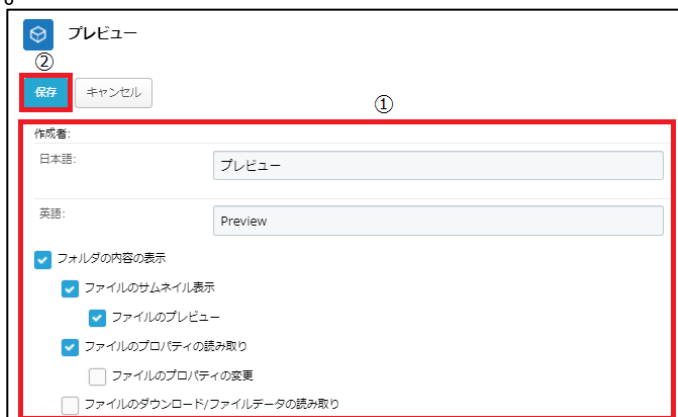 プレビュー
②
保存 キャンセル
①
作成者:
日本語: プレビュー
英語: Preview
フォルダの内容の表示
ファイルのサムネイル表示
ファイルのプレビュー
ファイルのプロパティの読み取り
ファイルのプロパティの変更
ファイルのダウンロード/ファイルデータの読み取り